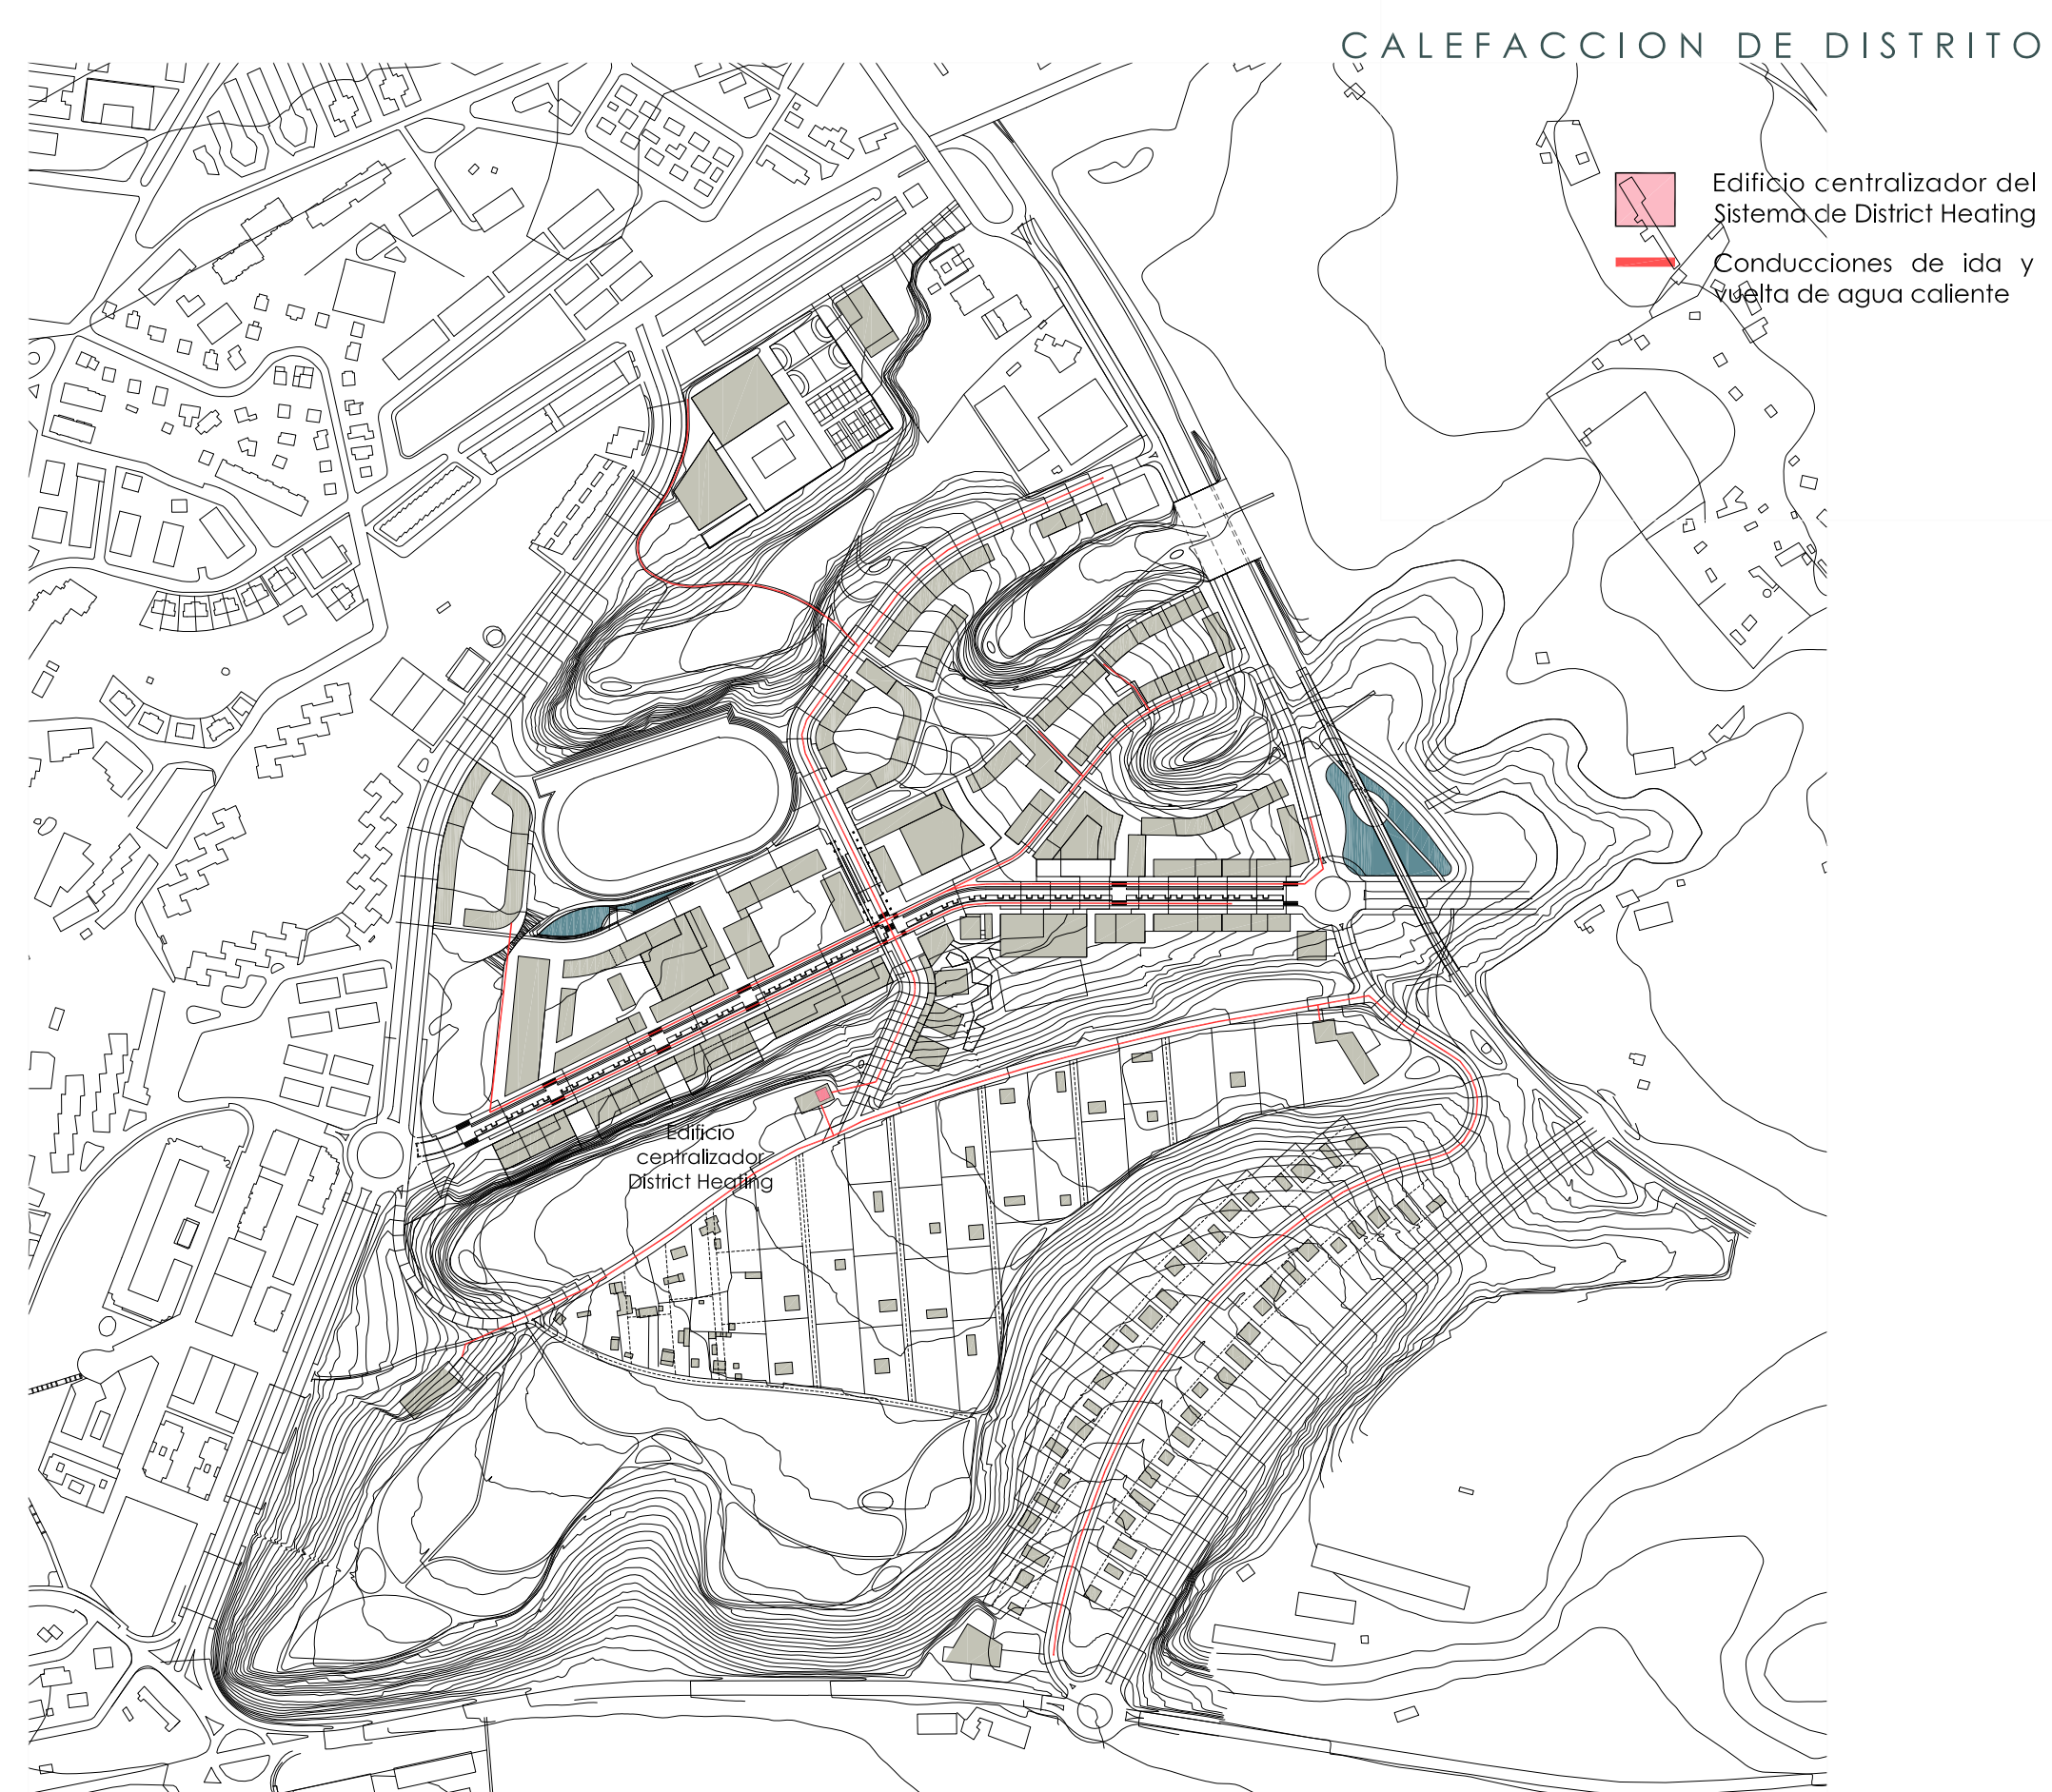 CALEFACCION DE DISTRITO
Edificio centralizador del
Sistema de District Heating
Conducciones de ida y
vuelta de agua caliente
Edificio
centralizador
District Heating